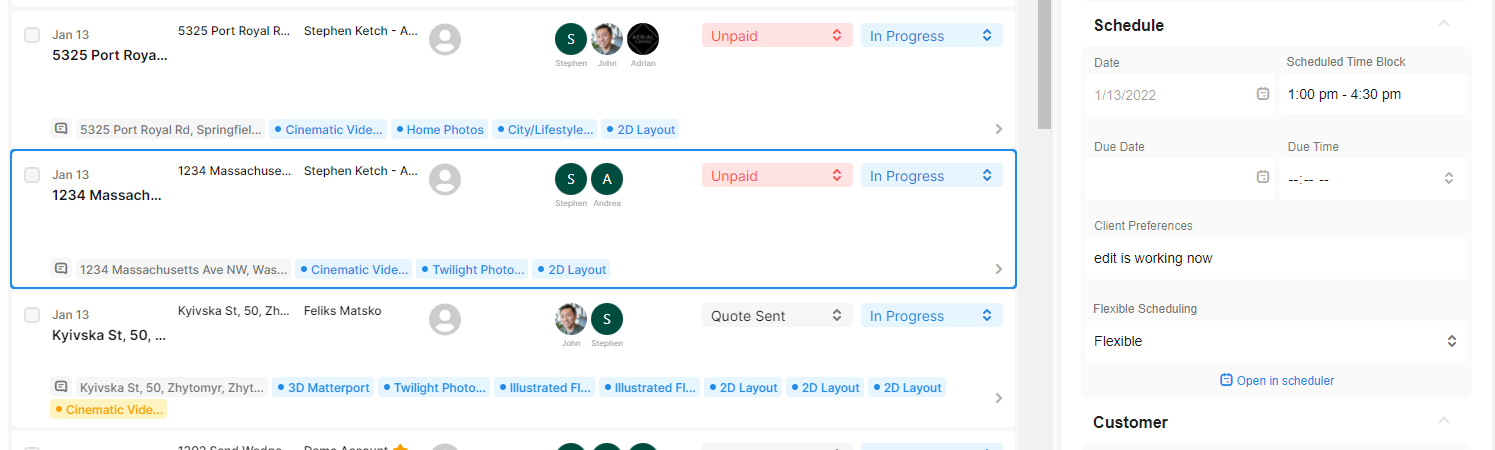 Jan 13
5325 Port Roya...
5325 Port Royal R...
Stephen Ketch - A...
S
Stephen
John
Adrian
Unpaid
In Progress
5325 Port Royal Rd, Springfiel...
Cinematic Vide...
Home Photos
City/Lifestyle...
2D Layout
Jan 13
1234 Massach...
1234 Massachuse...
Stephen Ketch - A...
S
A
Stephen
Andrea
Unpaid
In Progress
1234 Massachusetts Ave NW, Was...
Cinematic Vide...
Twilight Photo...
2D Layout
Jan 13
Kyivska St, 50, ...
Kyivska St, 50, Zh...
Feliks Matsko
S
John
Stephen
Quote Sent
In Progress
Kyivska St, 50, Zhytomyr, Zhyt...
3D Matterport
Twilight Photo...
Illustrated Fl...
Illustrated Fl...
2D Layout
2D Layout
2D Layout
Cinematic Vide...
Schedule
Date
Scheduled Time Block
1/13/2022
1:00 pm - 4:30 pm
Due Date
Due Time
--:-- --
Client Preferences
edit is working now
Flexible Scheduling
Flexible
Open in scheduler
Customer